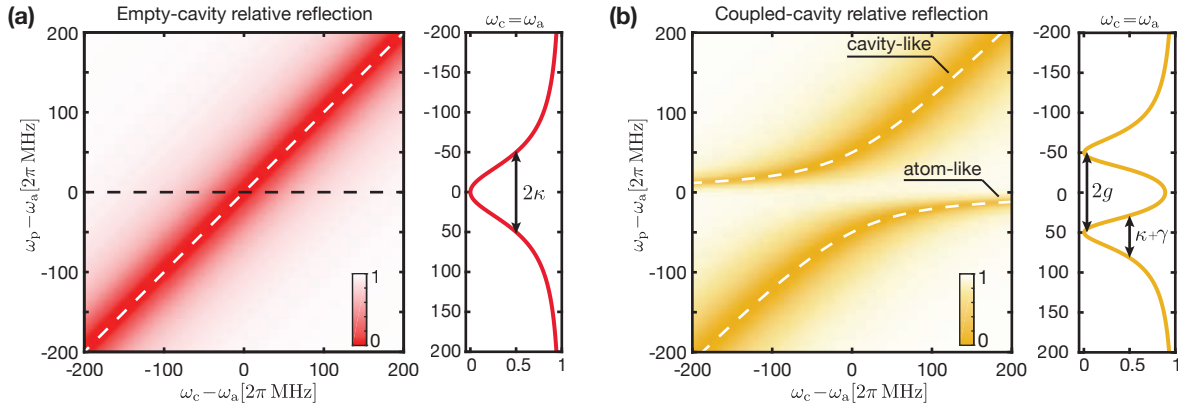 (a) Empty-cavity relative reflection
ωc−ωa[2π MHz]
ωp−ωa[2π MHz]
200
100
0
-100
-200
-200 -100 0 100 200
1
0
ωc=ωa
-200
-150
-100
-50
0
50
100
150
200
0 0.5 1
2κ
(b) Coupled-cavity relative reflection
ωc−ωa[2π MHz]
ωp−ωa[2π MHz]
200
100
0
-100
-200
-200 -100 0 100 200
cavity-like
atom-like
1
0
ωc=ωa
-200
-150
-100
-50
0
50
100
150
200
0 0.5 1
2g
κ+γ